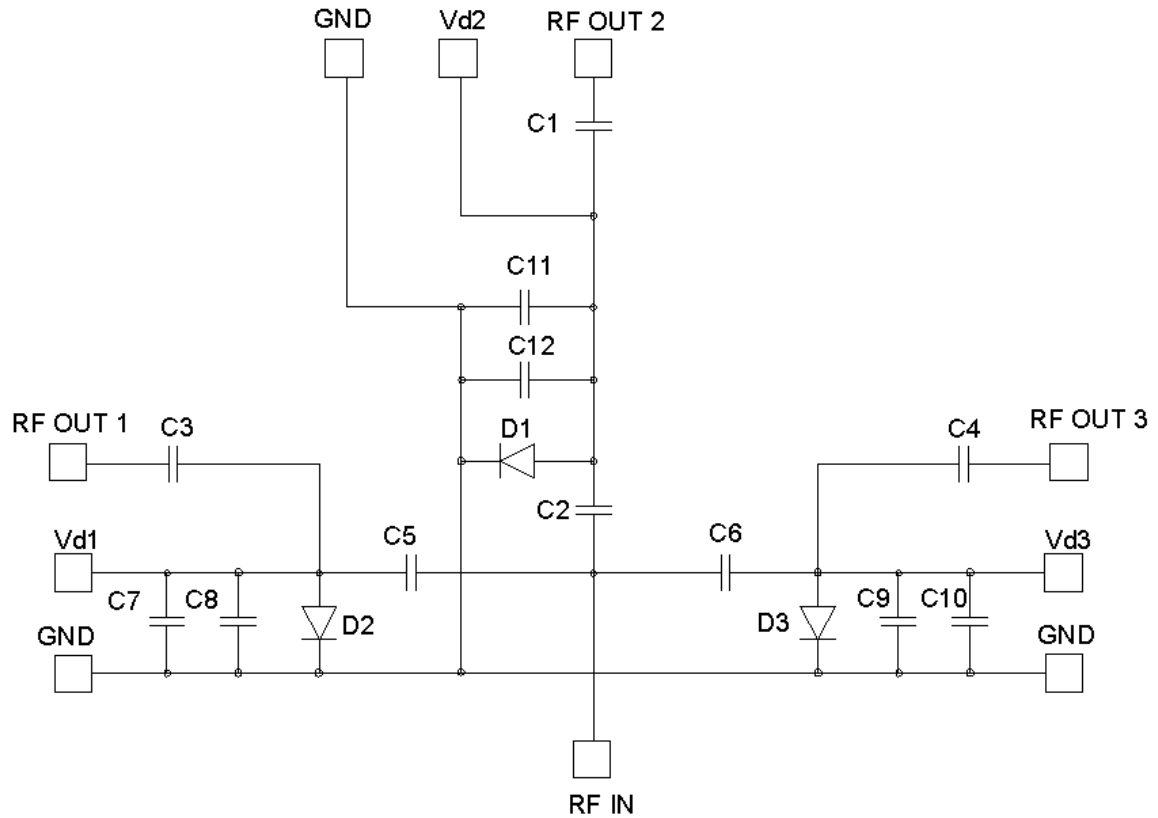 GND
Vd2
RF OUT 2
C1
C11
C12
RF OUT 1
C3
D1
C4
RF OUT 3
C2
Vd1
C5
C6
Vd3
C7
C8
D2
D3
C9
C10
GND
GND
RF IN